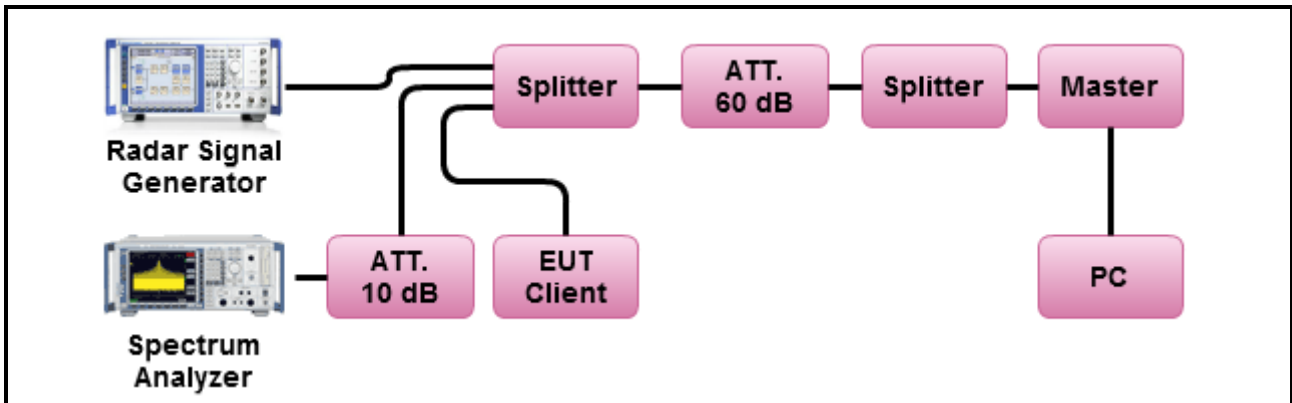 Radar Signal
Generator
Splitter
ATT.
60 dB
Splitter
Master
Spectrum
Analyzer
ATT.
10 dB
EUT
Client
PC